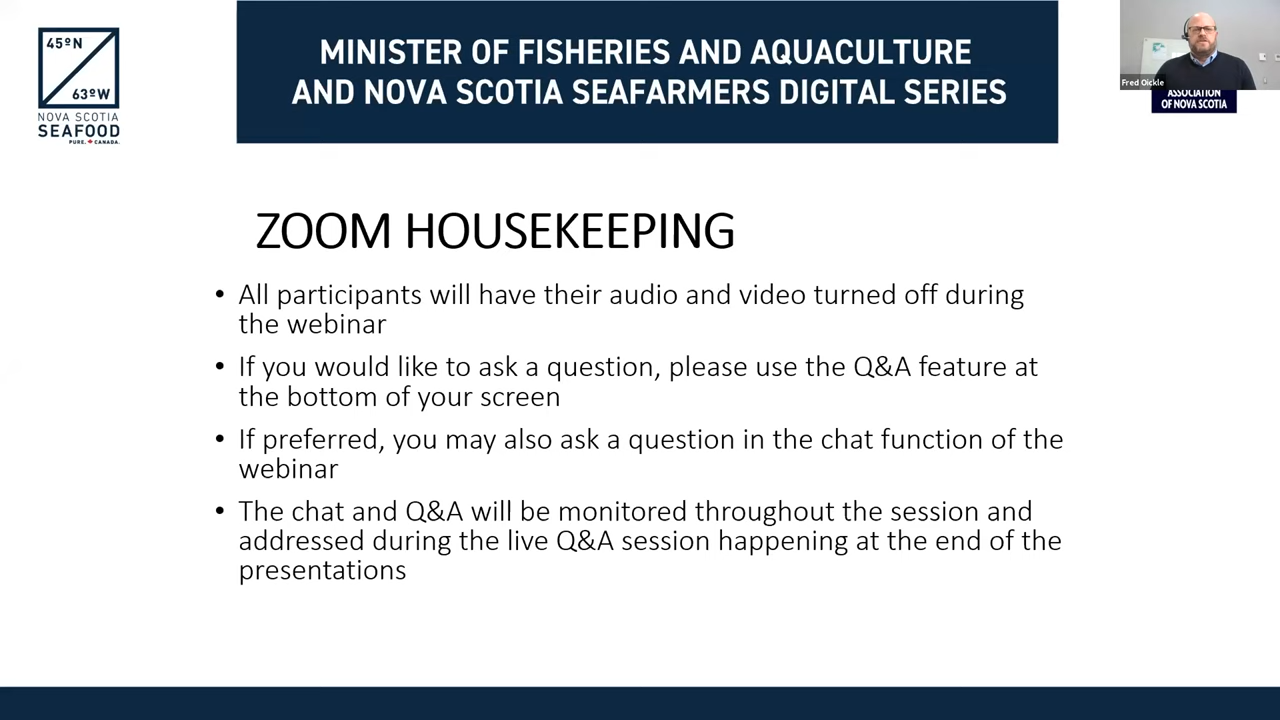 45ºN
63ºW
NOVA SCOTIA
SEAFOOD
PURE. CANADA.
MINISTER OF FISHERIES AND AQUACULTURE
AND NOVA SCOTIA SEAFARMERS DIGITAL SERIES
Fred Oickle
ASSOCIATION
OF NOVA SCOTIA
ZOOM HOUSEKEEPING
• All participants will have their audio and video turned off during
the webinar
• If you would like to ask a question, please use the Q&A feature at
the bottom of your screen
• If preferred, you may also ask a question in the chat function of the
webinar
• The chat and Q&A will be monitored throughout the session and
addressed during the live Q&A session happening at the end of the
presentations